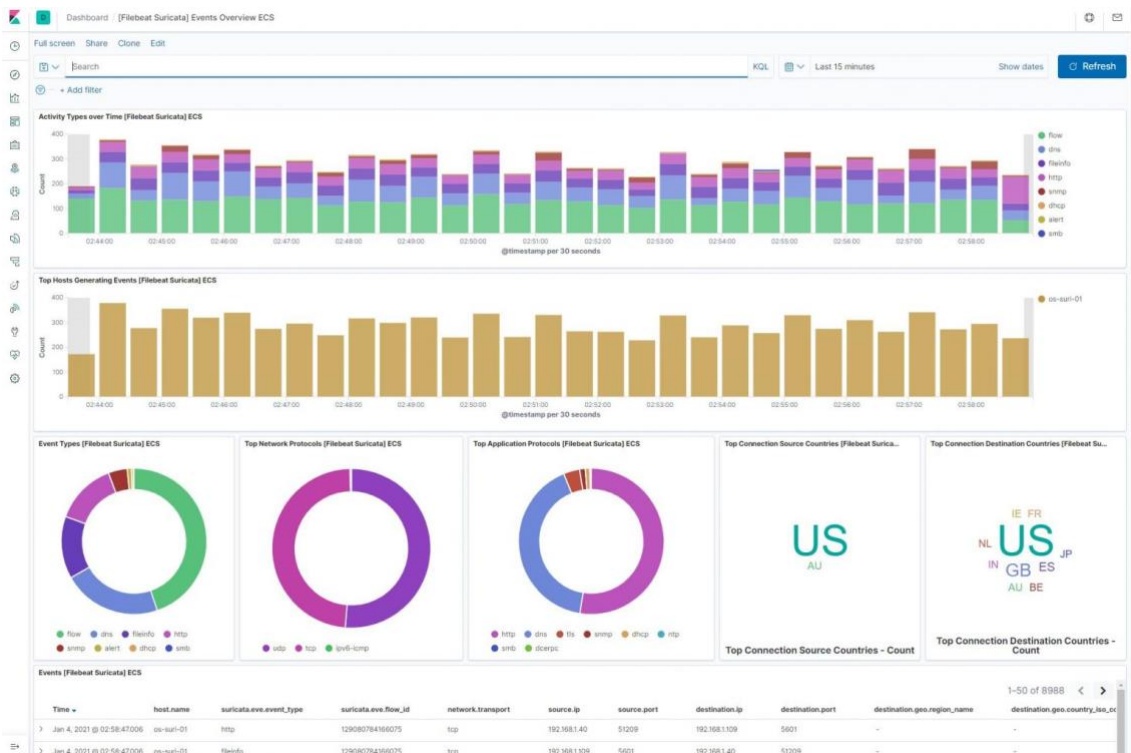 D Dashboard / [Filebeat Suricata] Events Overview ECS
Full screen Share Clone Edit
Search KQL Last 15 minutes Show dates Refresh
+ Add filter
Activity Types over Time [Filebeat Suricata] ECS
400
300
200
100
0
Count
02:44:00 02:45:00 02:46:00 02:47:00 02:48:00 02:49:00 02:50:00 02:51:00 02:52:00 02:53:00 02:54:00 02:55:00 02:56:00 02:57:00 02:58:00
@timestamp per 30 seconds
flow
dns
fileinfo
http
snmp
dhcp
alert
smb
Top Hosts Generating Events [Filebeat Suricata] ECS
400
300
200
100
0
Count
02:44:00 02:45:00 02:46:00 02:47:00 02:48:00 02:49:00 02:50:00 02:51:00 02:52:00 02:53:00 02:54:00 02:55:00 02:56:00 02:57:00 02:58:00
@timestamp per 30 seconds
os-suri-01
Event Types [Filebeat Suricata] ECS
flow dns fileinfo http
snmp alert dhcp smb
Top Network Protocols [Filebeat Suricata] ECS
udp tcp ipv6-icmp
Top Application Protocols [Filebeat Suricata] ECS
http dns tls snmp dhcp ntp
smb dcerpc
Top Connection Source Countries [Filebeat Surica...
US
AU
Top Connection Source Countries - Count
Top Connection Destination Countries [Filebeat Su...
IE FR
NL US JP
IN GB ES
AU BE
Top Connection Destination Countries -
Count
Events [Filebeat Suricata] ECS
1–50 of 8988
Time host.name suricata.eve.event_type suricata.eve.flow_id network.transport source.ip source.port destination.ip destination.port destination.geo.region_name destination.geo.country_iso_cc
Jan 4, 2021 @ 02:58:47.006 os-suri-01 http 129080784166075 tcp 192.168.1.40 51209 192.168.1.109 5601 - -
Jan 4, 2021 @ 02:58:47.006 os-suri-01 fileinfo 129080784166075 tcp 192.168.1.109 5601 192.168.1.40 51209 - -